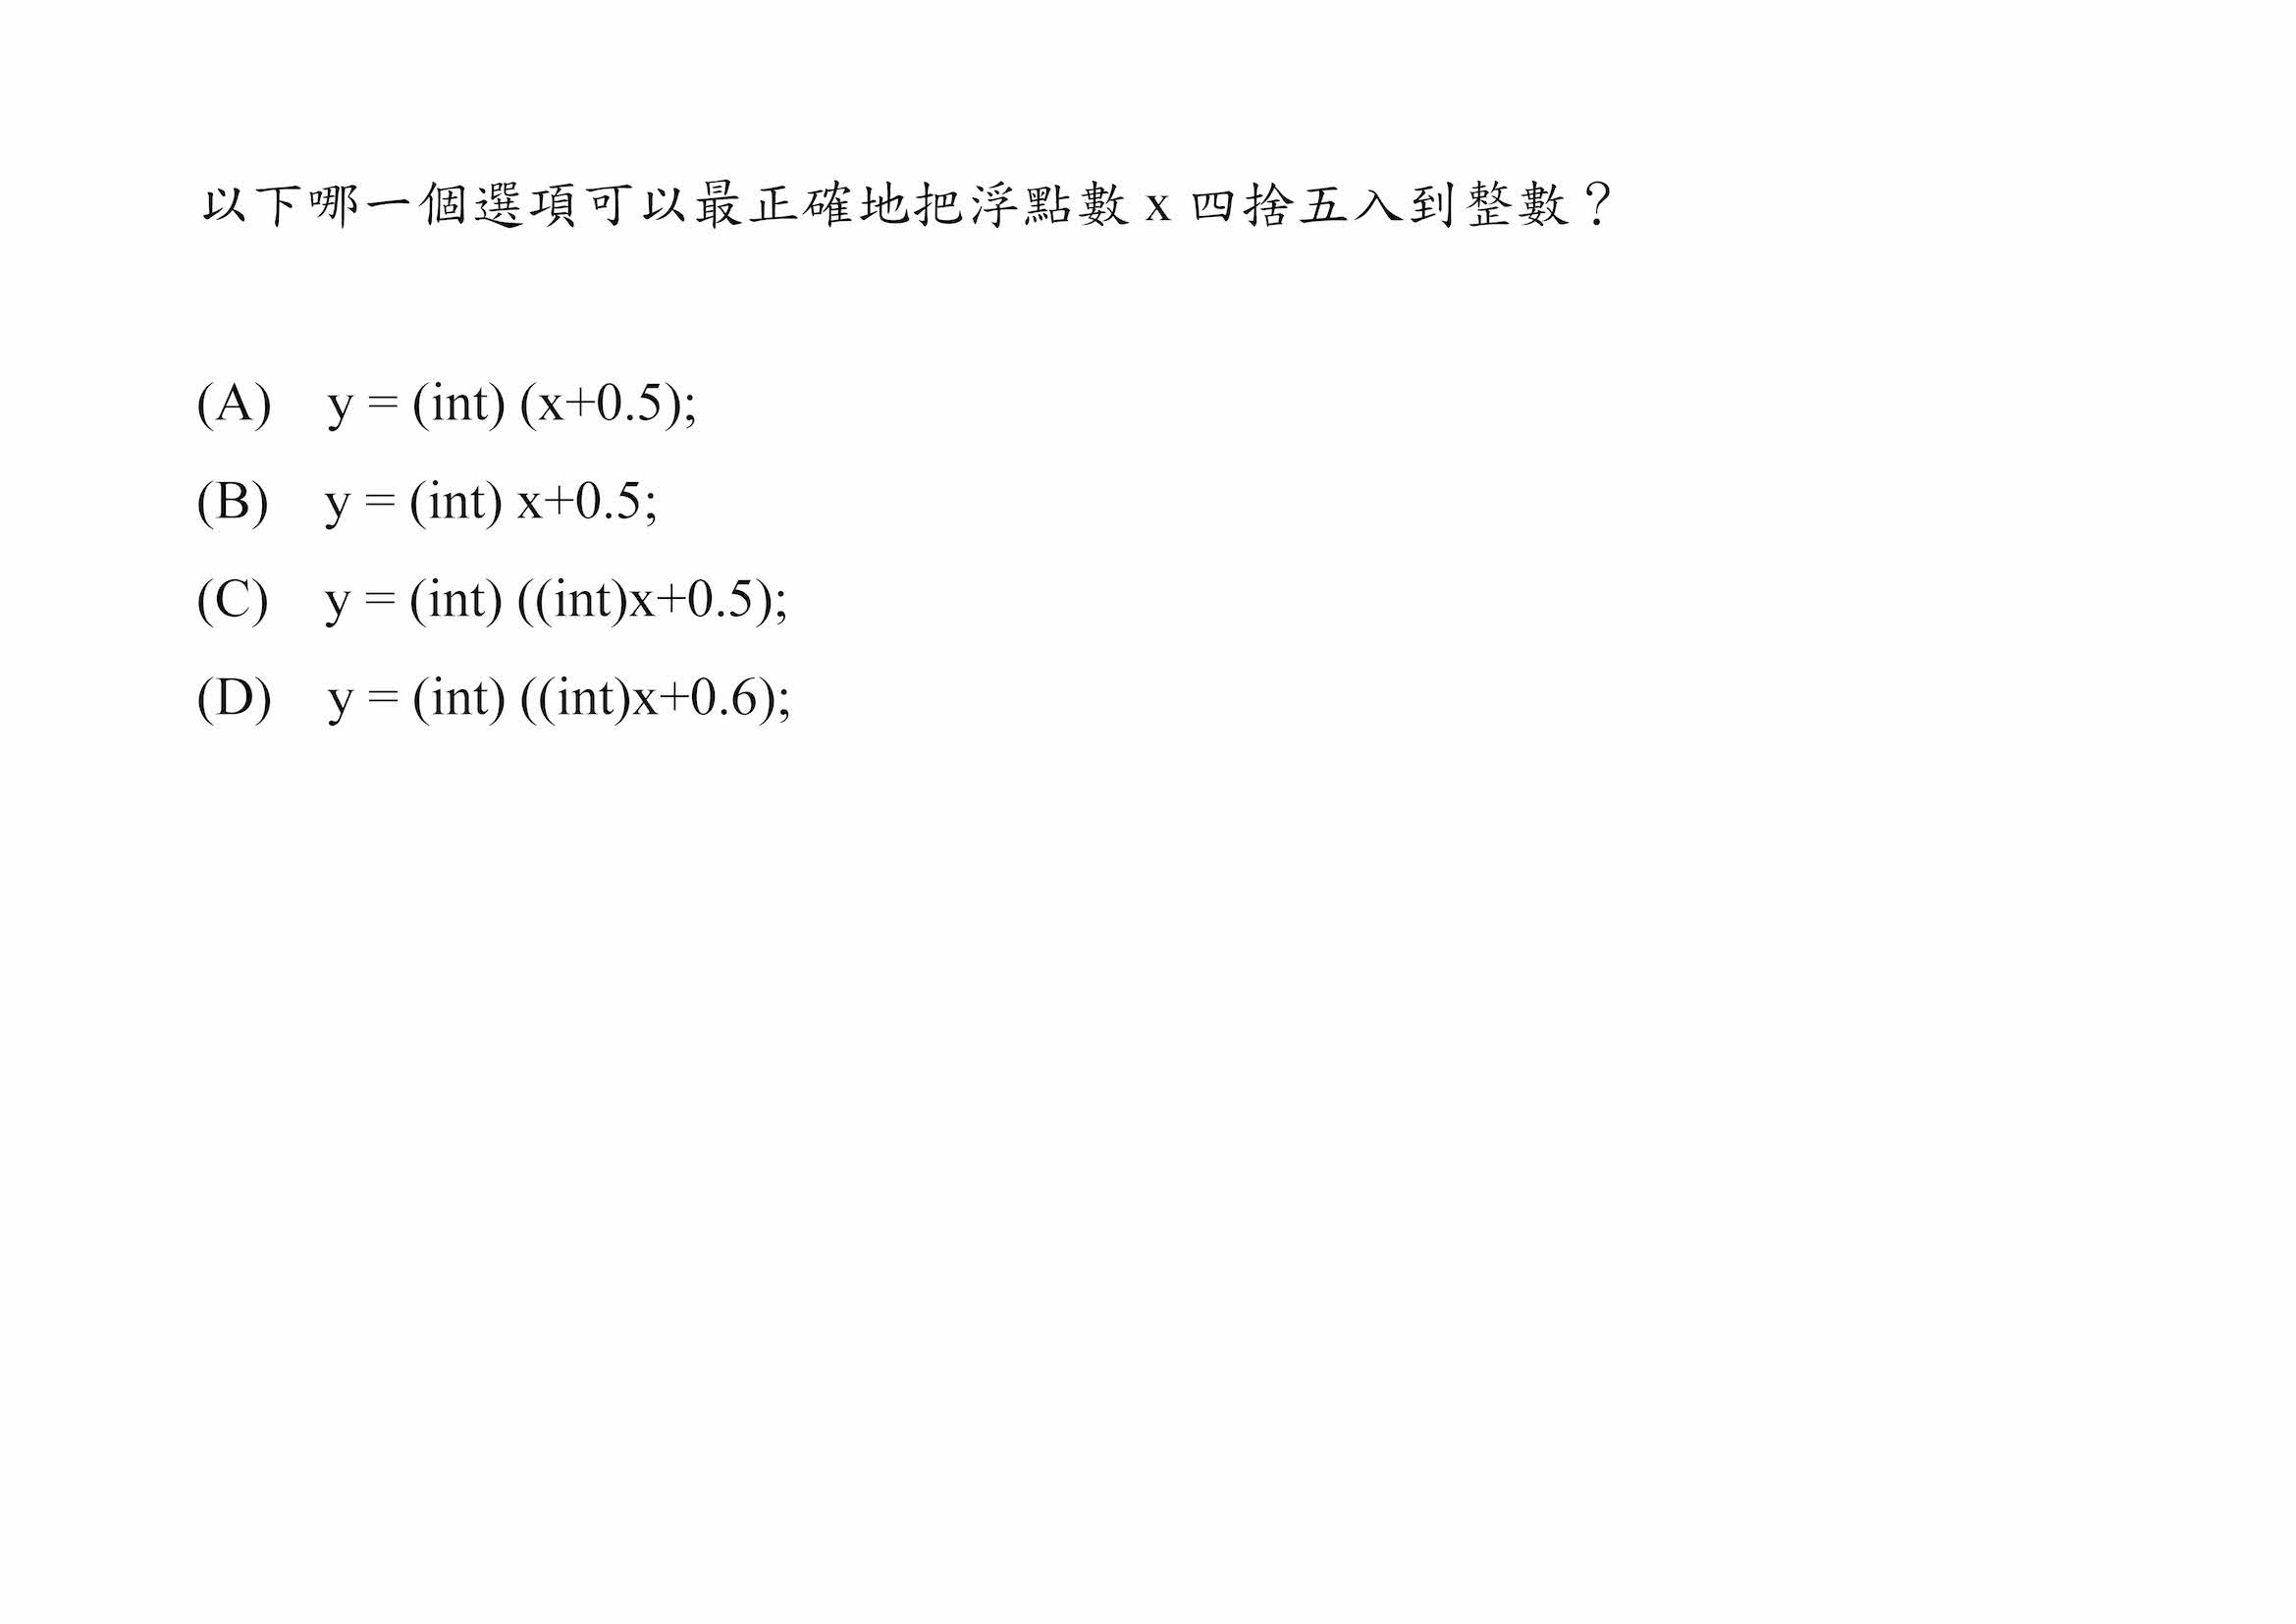 以下哪一個選項可以最正確地把浮點數 x 四捨五入到整數？
(A) y = (int) (x+0.5);
(B) y = (int) x+0.5;
(C) y = (int) ((int)x+0.5);
(D) y = (int) ((int)x+0.6);